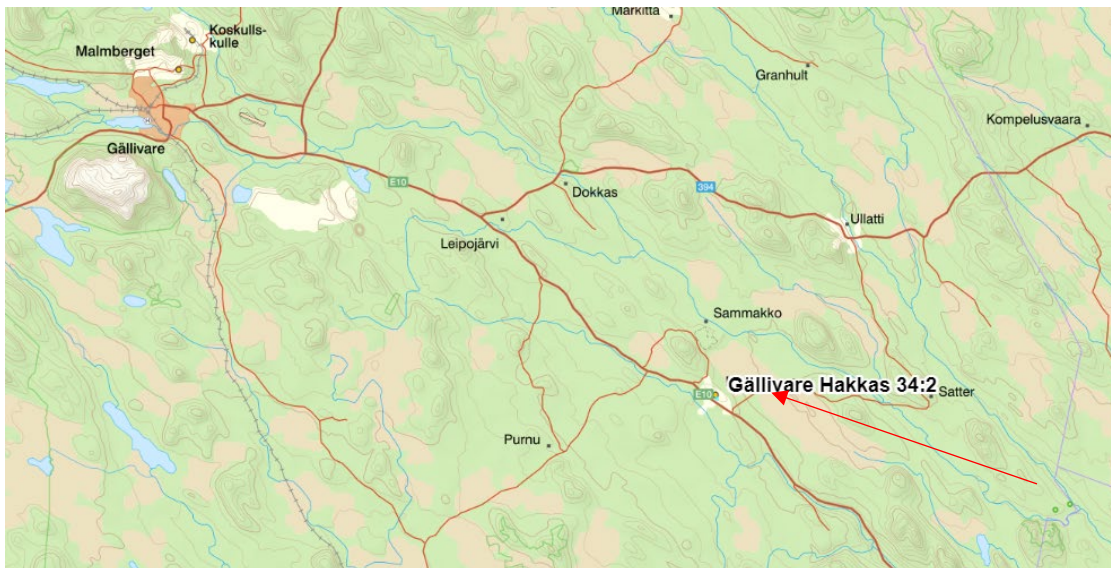 Markitta
Koskulls-
kulle
Malmberget
Granhult
Kompelusvaara
Gällivare
E10
394
Dokkas
Ullatti
Leipojärvi
Sammakko
Gällivare Hakkas 34:2
E10
Satter
Purnu